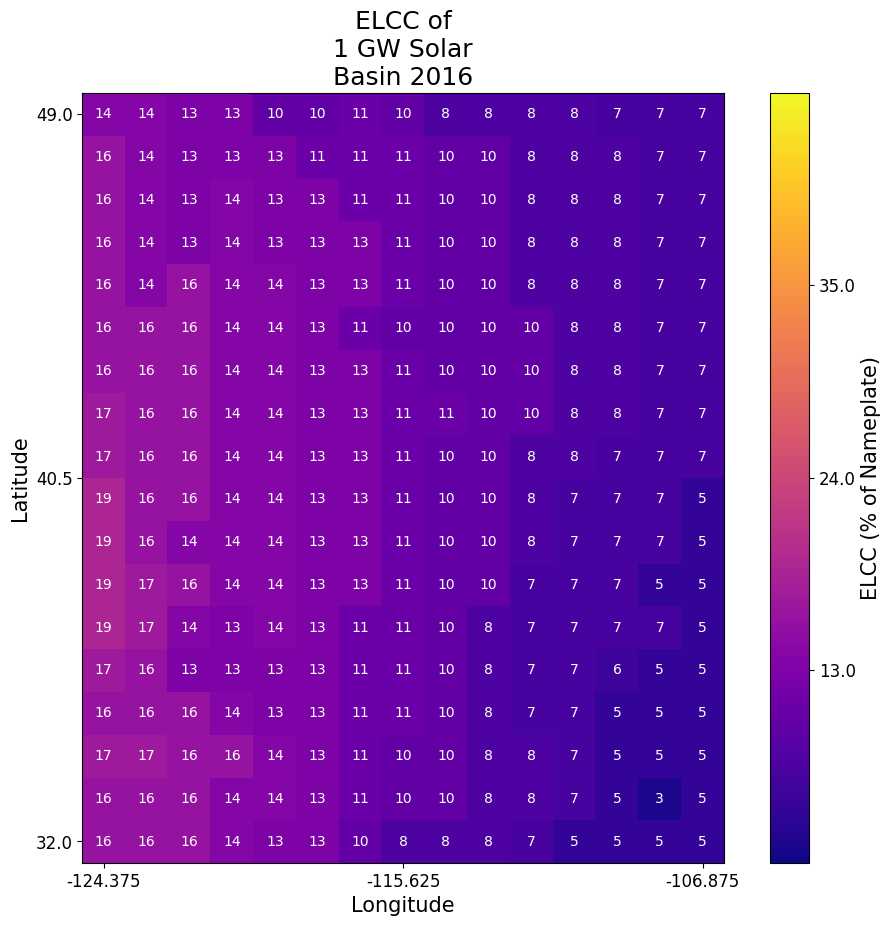 ELCC of
1 GW Solar
Basin 2016
49.0 14 14 13 13 10 10 11 10 8 8 8 8 7 7 7
16 14 13 13 13 11 11 11 10 10 8 8 8 7 7
16 14 13 14 13 13 11 11 10 10 8 8 8 7 7
16 14 13 14 13 13 13 11 10 10 8 8 8 7 7
16 14 16 14 14 13 13 11 10 10 8 8 8 7 7
35.0
16 16 16 14 14 13 11 10 10 10 10 8 8 7 7
16 16 16 14 14 13 13 11 10 10 10 8 8 7 7
17 16 16 14 14 13 13 11 11 10 10 8 8 7 7
17 16 16 14 14 13 13 11 10 10 8 8 7 7 7
40.5
24.0
19 16 16 14 14 13 13 11 10 10 8 7 7 7 5
19 16 14 14 14 13 13 11 10 10 8 7 7 7 5
19 17 16 14 14 13 13 11 10 10 7 7 7 5 5
19 17 14 13 14 13 11 11 10 8 7 7 7 7 5
17 16 13 13 13 13 11 11 10 8 7 7 6 5 5
13.0
16 16 16 14 13 13 11 11 10 8 7 7 5 5 5
17 17 16 16 14 13 11 10 10 8 8 7 5 5 5
16 16 16 14 14 13 11 10 10 8 8 7 5 3 5
32.0 16 16 16 14 13 13 10 8 8 8 7 5 5 5 5
-124.375 -115.625 -106.875
Longitude
Latitude
ELCC (% of Nameplate)